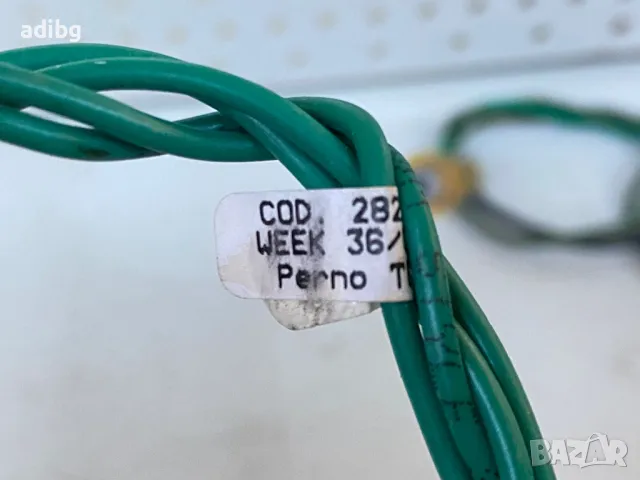 adibg
COD. 282
WEEK 36/
Perno T
BAZAR